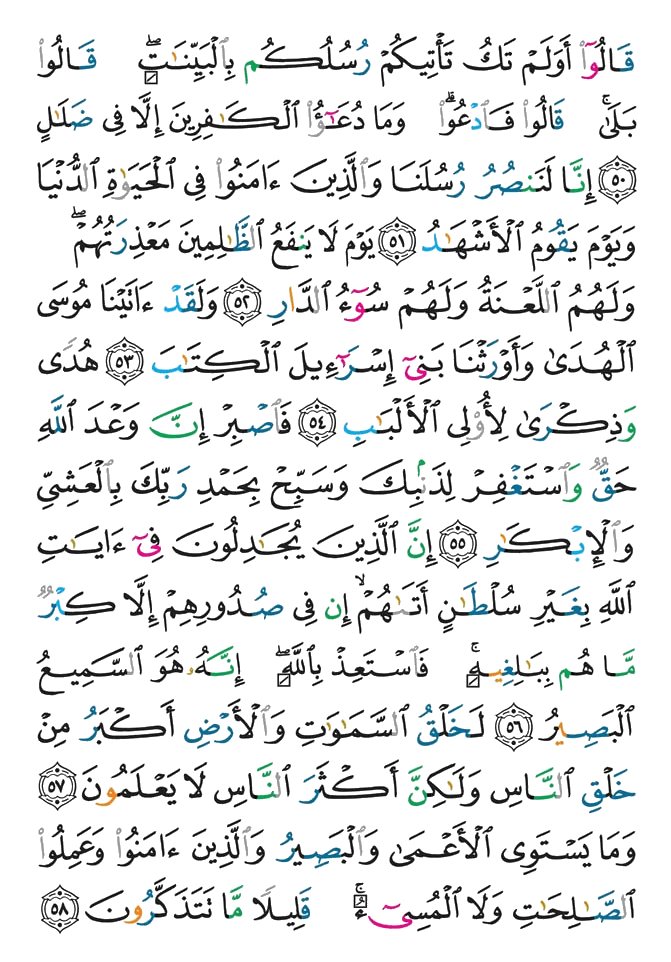 قَالُوٓا۟ أَوَلَمْ تَكُ تَأْتِيكُمْ رُسُلُكُم بِٱلْبَيِّنَـٰتِ ۖ قَالُوا۟
بَلَىٰ ۚ قَالُوا۟ فَٱدْعُوا۟ ۗ وَمَا دُعَـٰٓؤُا۟ ٱلْكَـٰفِرِينَ إِلَّا فِى ضَلَـٰلٍ
﴿٥٠﴾ إِنَّا لَنَنصُرُ رُسُلَنَا وَٱلَّذِينَ ءَامَنُوا۟ فِى ٱلْحَيَوٰةِ ٱلدُّنْيَا
وَيَوْمَ يَقُومُ ٱلْأَشْهَـٰدُ ﴿٥١﴾ يَوْمَ لَا يَنفَعُ ٱلظَّـٰلِمِينَ مَعْذِرَتُهُمْ ۖ
وَلَهُمُ ٱللَّعْنَةُ وَلَهُمْ سُوٓءُ ٱلدَّارِ ﴿٥٢﴾ وَلَقَدْ ءَاتَيْنَا مُوسَى
ٱلْهُدَىٰ وَأَوْرَثْنَا بَنِىٓ إِسْرَٰٓءِيلَ ٱلْكِتَـٰبَ ﴿٥٣﴾ هُدًى
وَذِكْرَىٰ لِأُو۟لِى ٱلْأَلْبَـٰبِ ﴿٥٤﴾ فَٱصْبِرْ إِنَّ وَعْدَ ٱللَّهِ
حَقٌّ وَٱسْتَغْفِرْ لِذَنۢبِكَ وَسَبِّحْ بِحَمْدِ رَبِّكَ بِٱلْعَشِىِّ
وَٱلْإِبْكَـٰرِ ﴿٥٥﴾ إِنَّ ٱلَّذِينَ يُجَـٰدِلُونَ فِىٓ ءَايَـٰتِ
ٱللَّهِ بِغَيْرِ سُلْطَـٰنٍ أَتَىٰهُمْ ۙ إِن فِى صُدُورِهِمْ إِلَّا كِبْرٌ
مَّا هُم بِبَـٰلِغِيهِ ۚ فَٱسْتَعِذْ بِٱللَّهِ ۖ إِنَّهُۥ هُوَ ٱلسَّمِيعُ
ٱلْبَصِيرُ ﴿٥٦﴾ لَخَلْقُ ٱلسَّمَـٰوَٰتِ وَٱلْأَرْضِ أَكْبَرُ مِنْ
خَلْقِ ٱلنَّاسِ وَلَـٰكِنَّ أَكْثَرَ ٱلنَّاسِ لَا يَعْلَمُونَ ﴿٥٧﴾
وَمَا يَسْتَوِى ٱلْأَعْمَىٰ وَٱلْبَصِيرُ وَٱلَّذِينَ ءَامَنُوا۟ وَعَمِلُوا۟
ٱلصَّـٰلِحَـٰتِ وَلَا ٱلْمُسِىٓءُ ۚ قَلِيلًا مَّا تَتَذَكَّرُونَ ﴿٥٨﴾